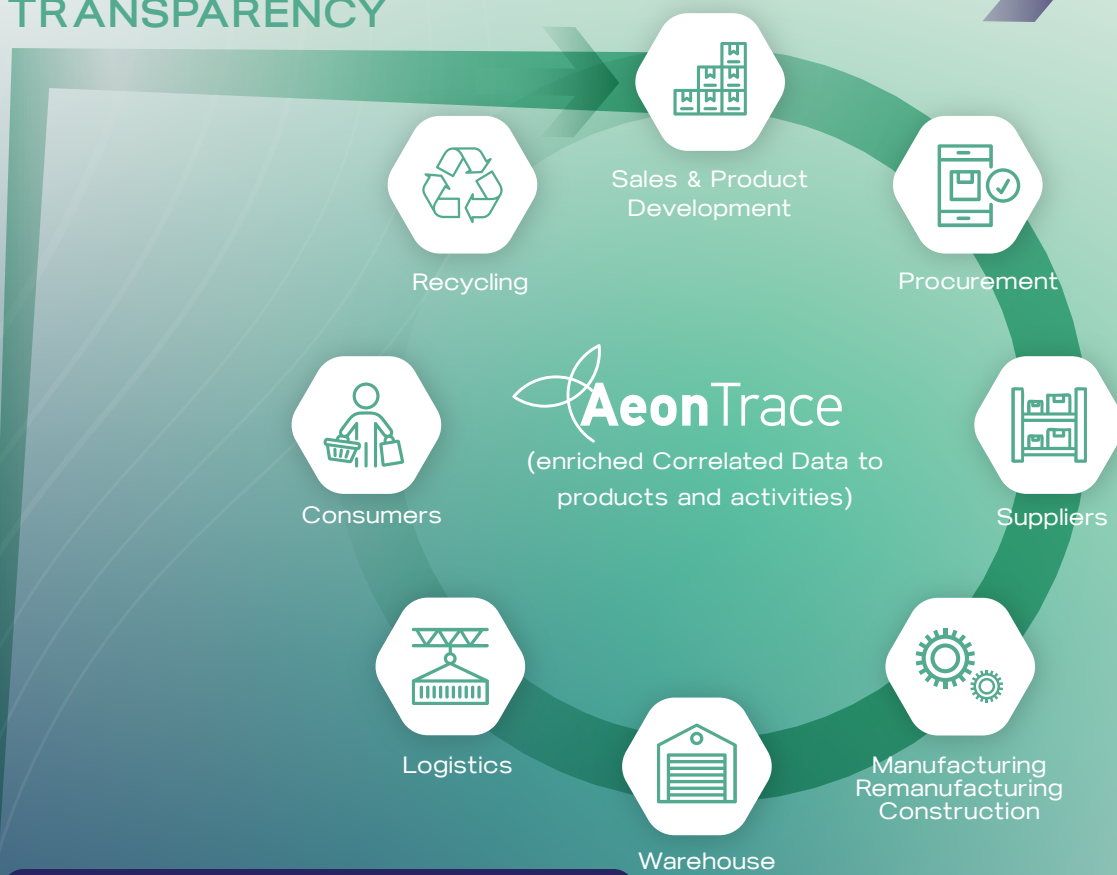 TRANSPARENCY
Sales & Product
Development
Recycling
Procurement
AeonTrace
(enriched Correlated Data to
products and activities)
Consumers
Suppliers
Logistics
Manufacturing
Remanufacturing
Construction
Warehouse